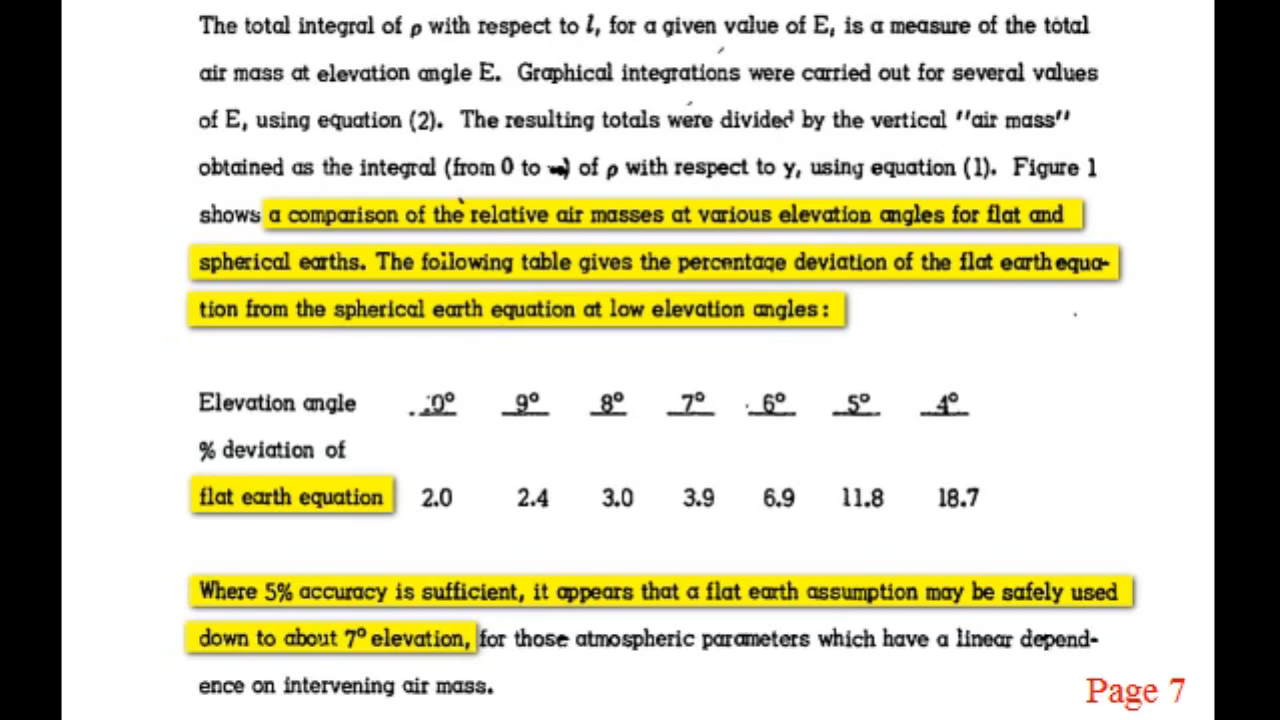 The total integral of ρ with respect to l, for a given value of E, is a measure of the total
air mass at elevation angle E. Graphical integrations were carried out for several values
of E, using equation (2). The resulting totals were divided by the vertical "air mass"
obtained as the integral (from 0 to ) of ρ with respect to y, using equation (1). Figure 1
shows a comparison of the relative air masses at various elevation angles for flat and
spherical earths. The following table gives the percentage deviation of the flat earth equa-
tion from the spherical earth equation at low elevation angles:
Elevation angle 9° 8° 7° 6° 5° 4°
% deviation of
flat earth equation 2.0 2.4 3.0 3.9 6.9 11.8 18.7
Where 5% accuracy is sufficient, it appears that a flat earth assumption may be safely used
down to about 7° elevation, for those atmospheric parameters which have a linear depend-
ence on intervening air mass.
Page 7